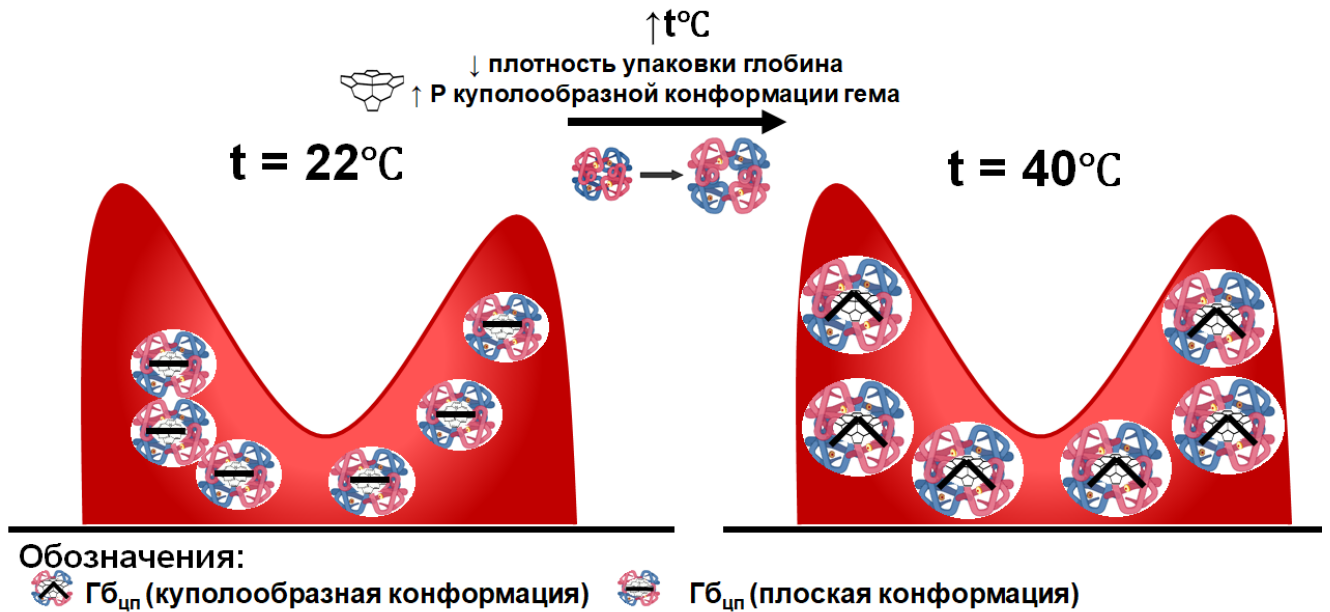 ↑t°C
↓ плотность упаковки глобина
↑ Р куполообразной конформации гема
t = 22°C
t = 40°C
Обозначения:
Гбцп (куполообразная конформация)
Гбцп (плоская конформация)